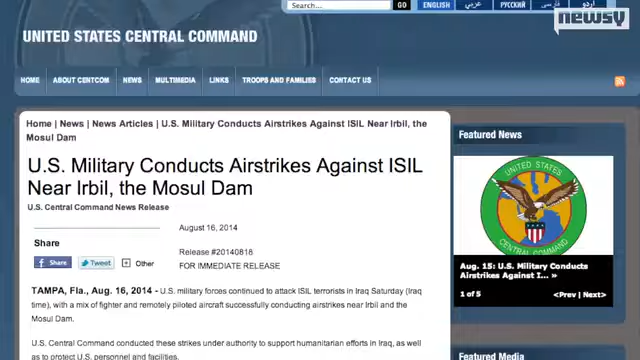 Search...
GO
ENGLISH
عربي
РУССКИЙ
فارسی
اردو
newsy
UNITED STATES CENTRAL COMMAND
HOME
ABOUT CENTCOM
NEWS
MULTIMEDIA
LINKS
TROOPS AND FAMILIES
CONTACT US
Home | News | News Articles | U.S. Military Conducts Airstrikes Against ISIL Near Irbil, the
Mosul Dam
U.S. Military Conducts Airstrikes Against ISIL
Near Irbil, the Mosul Dam
U.S. Central Command News Release
August 16, 2014
Share
Release #20140818
Share
Tweet
Other
FOR IMMEDIATE RELEASE
TAMPA, Fla., Aug. 16, 2014 - U.S. military forces continued to attack ISIL terrorists in Iraq Saturday (Iraq
time), with a mix of fighter and remotely piloted aircraft successfully conducting airstrikes near Irbil and the
Mosul Dam.
U.S. Central Command conducted these strikes under authority to support humanitarian efforts in Iraq, as well
as to protect U.S. personnel and facilities.
Featured News
UNITED STATES
CENTRAL COMMAND
Aug. 15: U.S. Military Conducts
Airstrikes Against I... »
1 of 5
<Prev | Next>
Featured Media